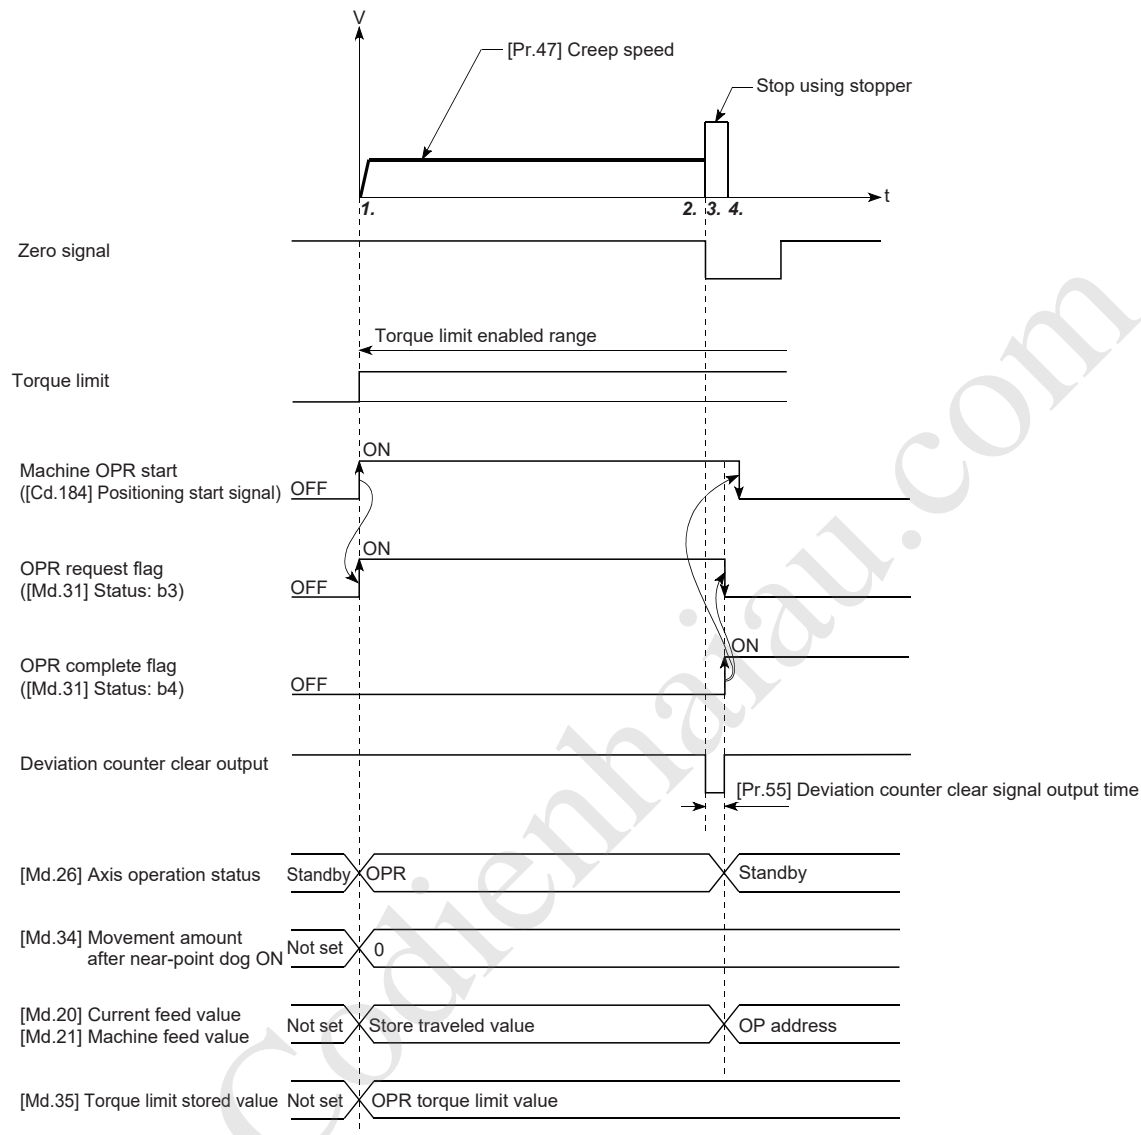 V
[Pr.47] Creep speed
Stop using stopper
t
1.
2. 3. 4.
Zero signal
Torque limit enabled range
Torque limit
ON
Machine OPR start
([Cd.184] Positioning start signal)
OFF
ON
OPR request flag
([Md.31] Status: b3)
OFF
ON
OPR complete flag
([Md.31] Status: b4)
OFF
Deviation counter clear output
[Pr.55] Deviation counter clear signal output time
[Md.26] Axis operation status
Standby
OPR
Standby
[Md.34] Movement amount
after near-point dog ON
Not set
0
[Md.20] Current feed value
[Md.21] Machine feed value
Not set
Store traveled value
OP address
[Md.35] Torque limit stored value
Not set
OPR torque limit value
Codienhaiau.com